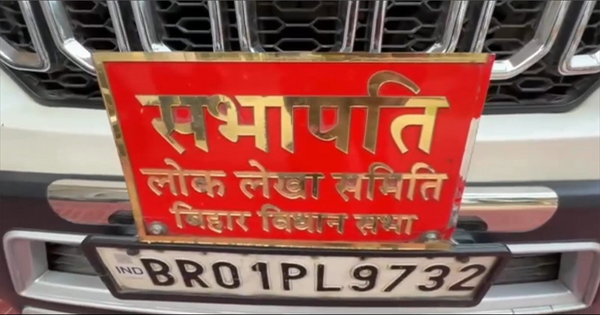 सभापति
लोक लेखा समिति
बिहार विधान सभा
IND BR01PL9732